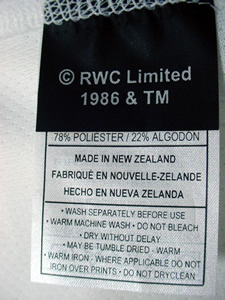 © RWC Limited
1986 & TM
78% POLIESTER / 22% ALGODON
MADE IN NEW ZEALAND
FABRIQUÉ EN NOUVELLE-ZELANDE
HECHO EN NUEVA ZELANDA
• WASH SEPARATELY BEFORE USE
• WARM MACHINE WASH • DO NOT BLEACH
• DRY WITHOUT DELAY
• MAY BE TUMBLE DRIED - WARM
• WARM IRON - WHERE APPLICABLE DO NOT
IRON OVER PRINTS • DO NOT DRYCLEAN